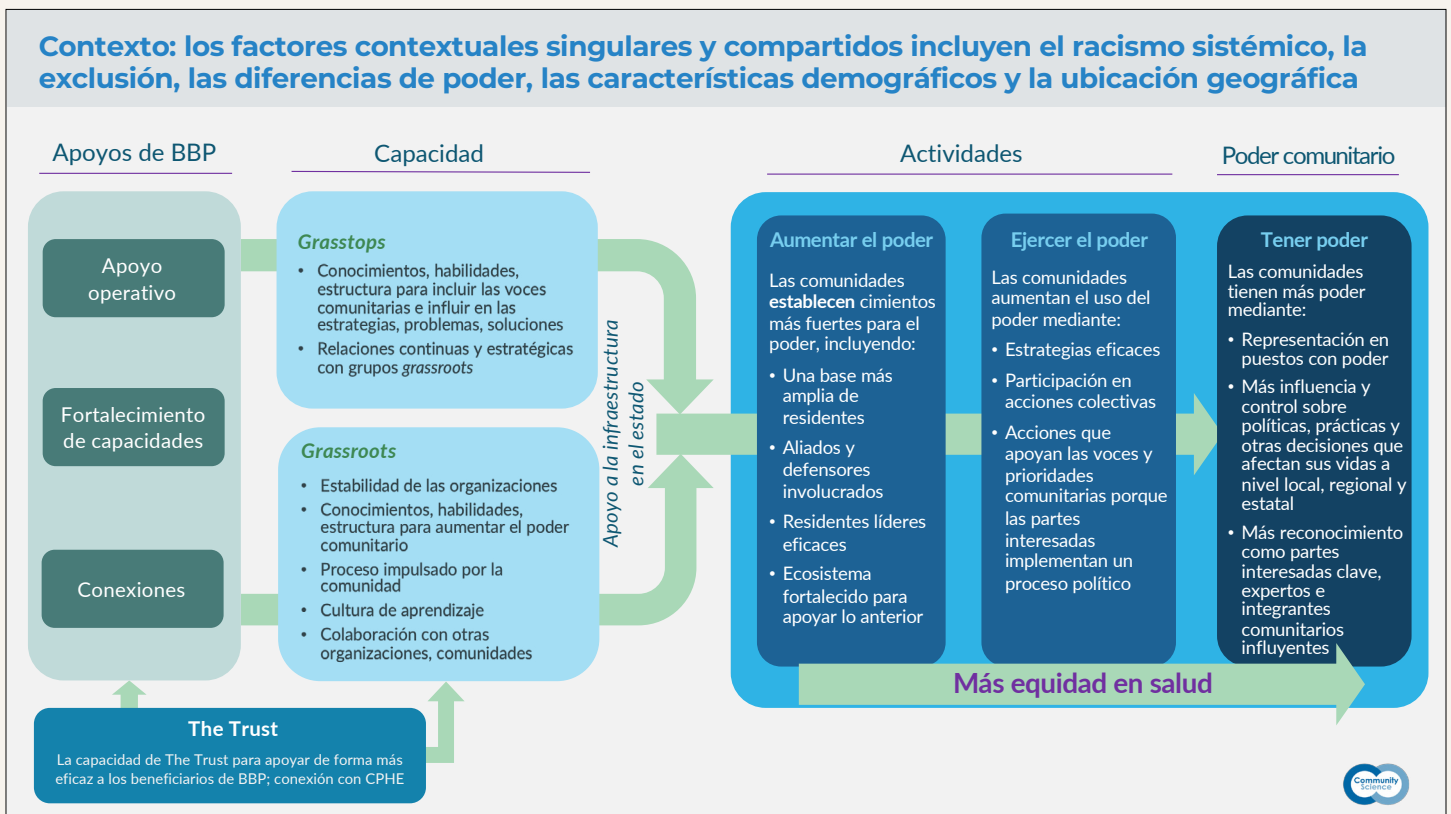 Contexto: los factores contextuales singulares y compartidos incluyen el racismo sistémico, la
exclusión, las diferencias de poder, las características demográficos y la ubicación geográfica
Apoyos de BBP
Apoyo
operativo
Fortalecimiento
de capacidades
Conexiones
Capacidad
Grasstops
• Conocimientos, habilidades,
estructura para incluir las voces
comunitarias e influir en las
estrategias, problemas, soluciones
• Relaciones continuas y estratégicas
con grupos grassroots
Grassroots
• Estabilidad de las organizaciones
• Conocimientos, habilidades,
estructura para aumentar el poder
comunitario
• Proceso impulsado por la
comunidad
• Cultura de aprendizaje
• Colaboración con otras
organizaciones, comunidades
Apoyo a la infraestructura
en el estado
Actividades
Aumentar el poder
Las comunidades
establecen cimientos
más fuertes para el
poder, incluyendo:
• Una base más
amplia de
residentes
• Aliados y
defensores
involucrados
• Residentes líderes
eficaces
• Ecosistema
fortalecido para
apoyar lo anterior
Ejercer el poder
Las comunidades
aumentan el uso del
poder mediante:
• Estrategias eficaces
• Participación en
acciones colectivas
• Acciones que
apoyan las voces y
prioridades
comunitarias porque
las partes
interesadas
implementan un
proceso político
Poder comunitario
Tener poder
Las comunidades
tienen más poder
mediante:
• Representación en
puestos con poder
• Más influencia y
control sobre
políticas, prácticas y
otras decisiones que
afectan sus vidas a
nivel local, regional y
estatal
• Más reconocimiento
como partes
interesadas clave,
expertos e
integrantes
comunitarios
influyentes
Más equidad en salud
The Trust
La capacidad de The Trust para apoyar de forma más
eficaz a los beneficiarios de BBP; conexión con CPHE
Community
Science